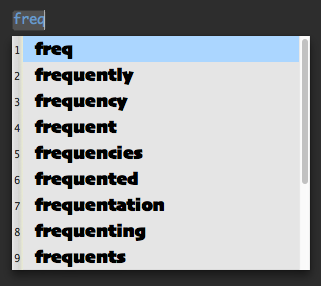 freq
1 freq
2 frequently
3 frequency
4 frequent
5 frequencies
6 frequented
7 frequentation
8 frequenting
9 frequents